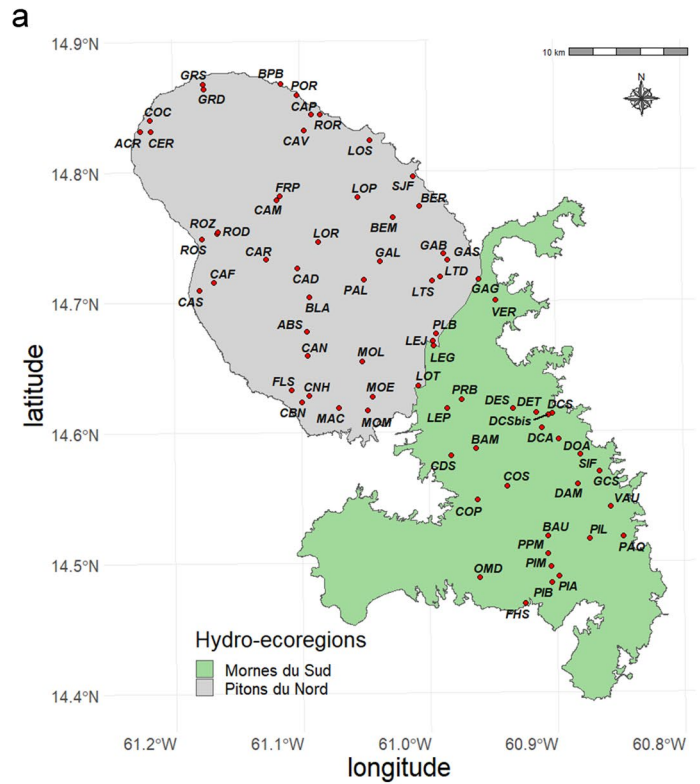 a
14.9°N
10 km
N
GRS
BPB
POR
GRD
CAP
COC
ROR
ACR
CER
CAV
LOS
14.8°N
SJF
FRP
LOP
BER
CAM
BEM
ROZ
ROD
LOR
ROS
GAB
GAS
CAR
GAL
LTD
CAD
CAF
PAL
LTS
GAG
14.7°N
CAS
BLA
VER
ABS
PLB
LEJ
CAN
MOL
LEG
FLS
CNH
MOE
LOT
PRB
DES
DET
DCS
CBN
MAC
MOM
LEP
DCSbis
14.6°N
BAM
DCA
DOA
CDS
SIF
COS
GCS
DAM
VAU
COP
BAU
PIL
PPM
PAQ
14.5°N
OMD
PIM
PIB
PIA
FHS
Hydro-ecoregions
Mornes du Sud
Pitons du Nord
14.4°N
61.2°W
61.1°W
61.0°W
60.9°W
60.8°W
latitude
longitude